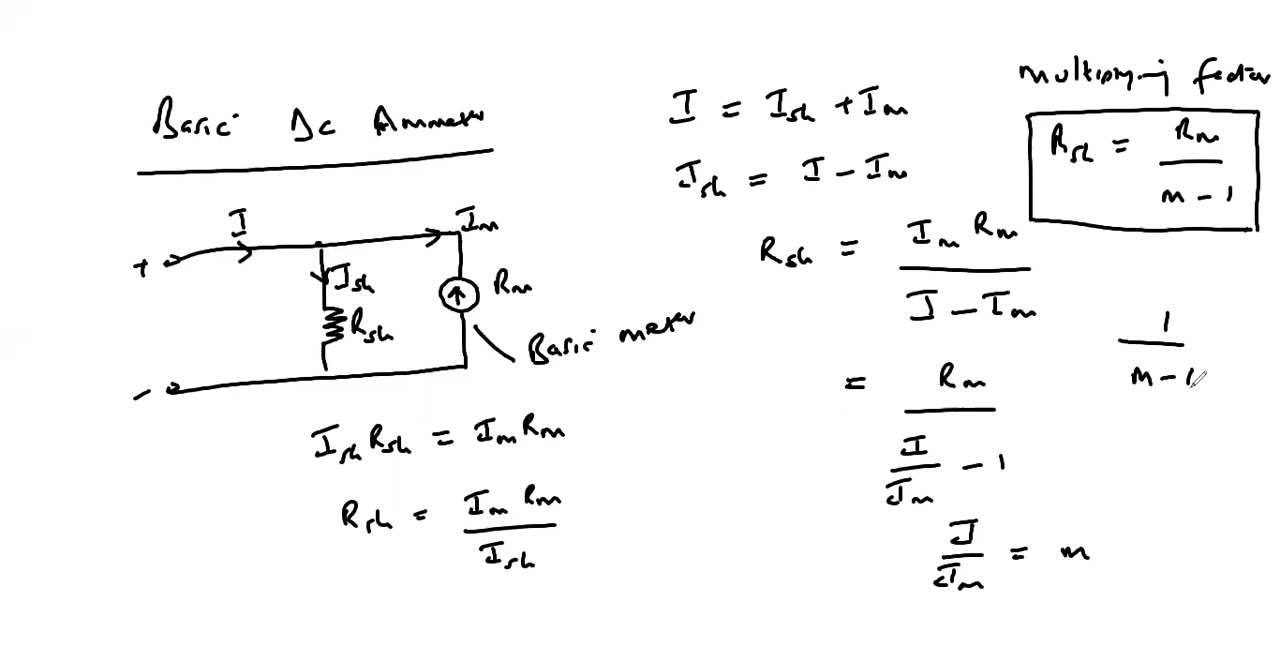 Basic Dc Ammeter
I
Im
+
Ish
Rsh
Rm
Basic meter
-
Ish Rsh = Im Rm
Rsh = Im Rm / Ish
I = Ish + Im
Ish = I - Im
Rsh = Im Rm / I - Im
= Rm / I/Im - 1
I/Im = m
multiplying factor
Rsh = Rm / m - 1
1 / m - 1